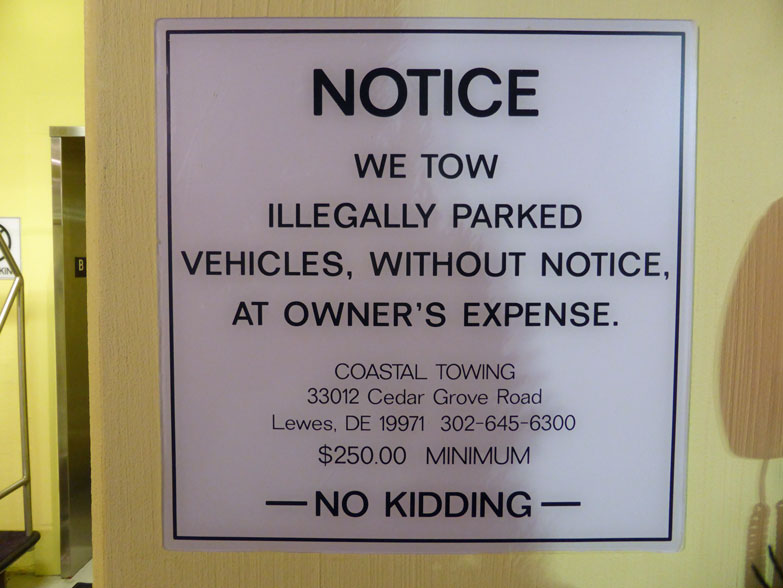 NOTICE
WE TOW
ILLEGALLY PARKED
VEHICLES, WITHOUT NOTICE,
AT OWNER'S EXPENSE.
COASTAL TOWING
33012 Cedar Grove Road
Lewes, DE 19971 302-645-6300
$250.00 MINIMUM
— NO KIDDING —
B